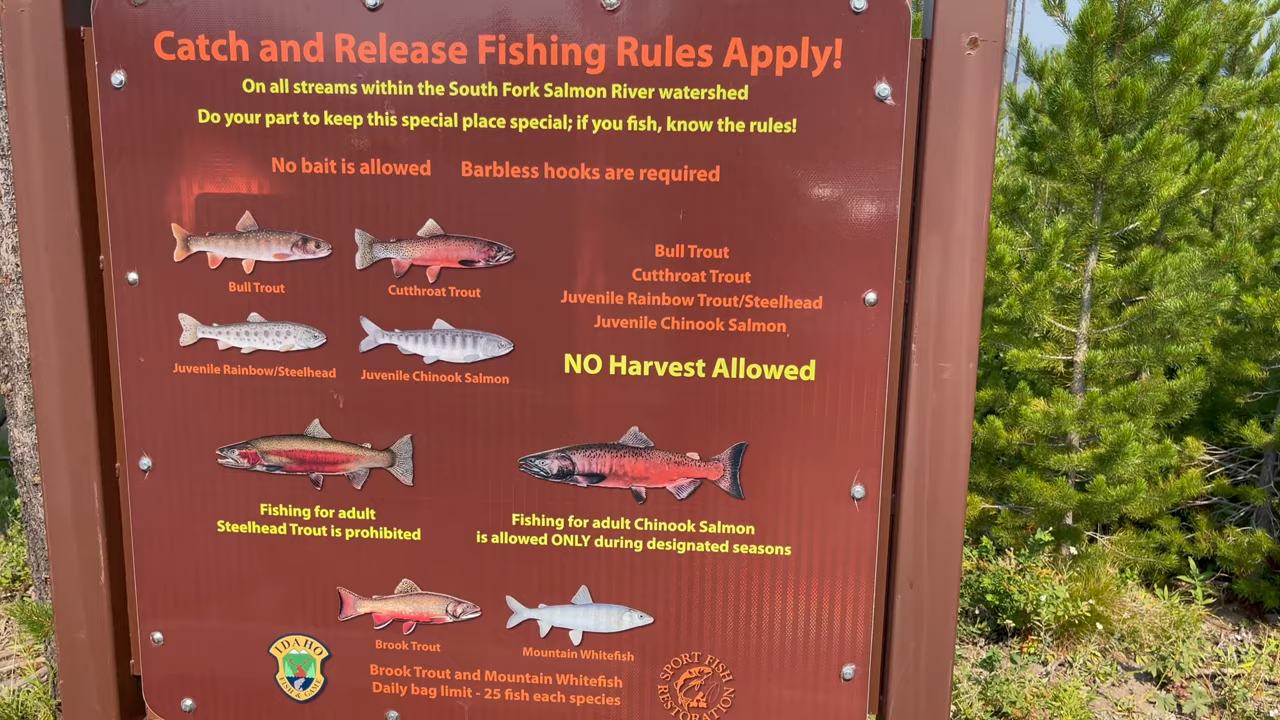 Catch and Release Fishing Rules Apply!
On all streams within the South Fork Salmon River watershed
Do your part to keep this special place special; if you fish, know the rules!
No bait is allowed    Barbless hooks are required
Bull Trout
Cutthroat Trout
Juvenile Rainbow/Steelhead
Juvenile Chinook Salmon
Bull Trout
Cutthroat Trout
Juvenile Rainbow Trout/Steelhead
Juvenile Chinook Salmon
NO Harvest Allowed
Fishing for adult
Steelhead Trout is prohibited
Fishing for adult Chinook Salmon
is allowed ONLY during designated seasons
Brook Trout
Mountain Whitefish
Brook Trout and Mountain Whitefish
Daily bag limit - 25 fish each species
IDAHO
FISH & GAME
SPORT FISH
RESTORATION